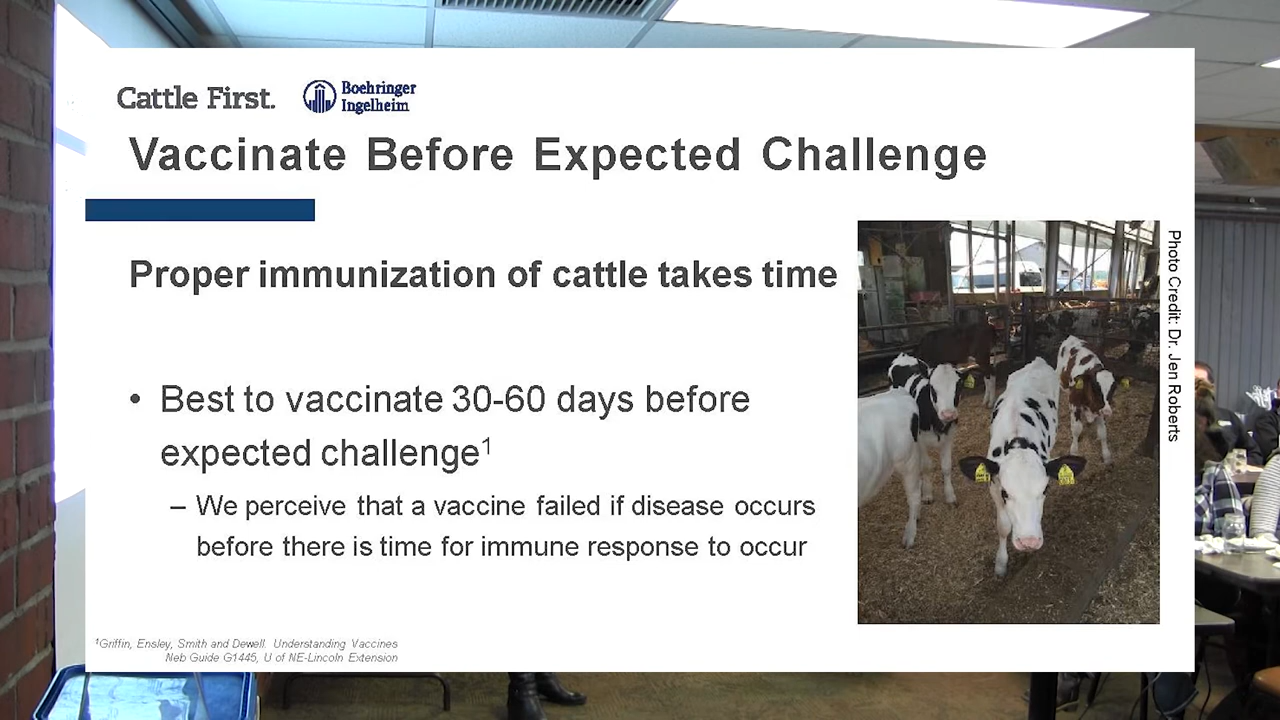 Cattle First.
Boehringer
Ingelheim
Vaccinate Before Expected Challenge
Proper immunization of cattle takes time
• Best to vaccinate 30-60 days before
expected challenge¹
– We perceive that a vaccine failed if disease occurs
before there is time for immune response to occur
Photo Credit: Dr. Jen Roberts
¹Griffin, Ensley, Smith and Dewell. Understanding Vaccines
Neb Guide G1445, U of NE-Lincoln Extension